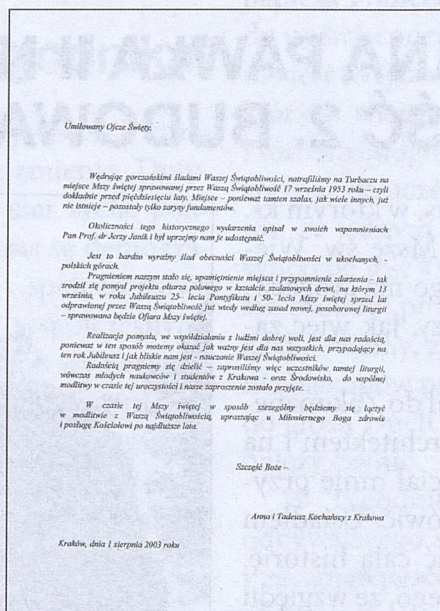 Umiłowany Ojcze Święty,
Wędrując gorczańskimi śladami Waszej Świątobliwości, natrafiliśmy na Turbaczu na
miejsce Mszy świętej sprawowanej przez Waszą Świątobliwość 17 września 1953 roku – czyli
dokładnie przed pięćdziesięciu laty. Miejsce – ponieważ tamten szałas, jak wiele innych, już
nie istnieje – pozostały tylko zarysy fundamentów.
Okoliczności tego historycznego wydarzenia opisał w swoich wspomnieniach
Pan Prof. dr Jerzy Janik i był uprzejmy nam je udostępnić.
Jest to bardzo wyraźny ślad obecności Waszej Świątobliwości w ukochanych, -
polskich górach.
Pragnieniem naszym stało się, upamiętnienie miejsca i przypomnienie zdarzenia – tak
zrodził się pomysł projektu ołtarza polowego w kształcie szałasowych drzwi, na którym 13
września, w roku Jubileuszu 25– lecia Pontyfikatu i 50- lecia Mszy świętej sprzed lat
odprawionej przez Waszą Świątobliwość już wtedy według zasad nowej, posoborowej liturgii
– sprawowana będzie Ofiara Mszy świętej.
Realizacja pomysłu, we współdziałaniu z ludźmi dobrej woli, jest dla nas radością,
ponieważ w ten sposób możemy okazać jak ważny jest dla nas wszystkich, przypadający na
ten rok Jubileusz i jak bliskie nam jest – nauczanie Waszej Świątobliwości.
Radością pragniemy się dzielić – zaprosiliśmy więc uczestników tamtej liturgii,
wówczas młodych naukowców i studentów z Krakowa - oraz Środowisko, do wspólnej
modlitwy w czasie tej uroczystości i nasze zaproszenie zostało przyjęte.
W czasie tej Mszy świętej w sposób szczególny będziemy się łączyć
w modlitwie z Waszą Świątobliwością, upraszając u Miłosiernego Boga zdrowie
i posługę Kościołowi po najdłuższe lata.
Szczęść Boże –
Anna i Tadeusz Kochańscy z Krakowa
Kraków, dnia 1 sierpnia 2003 roku